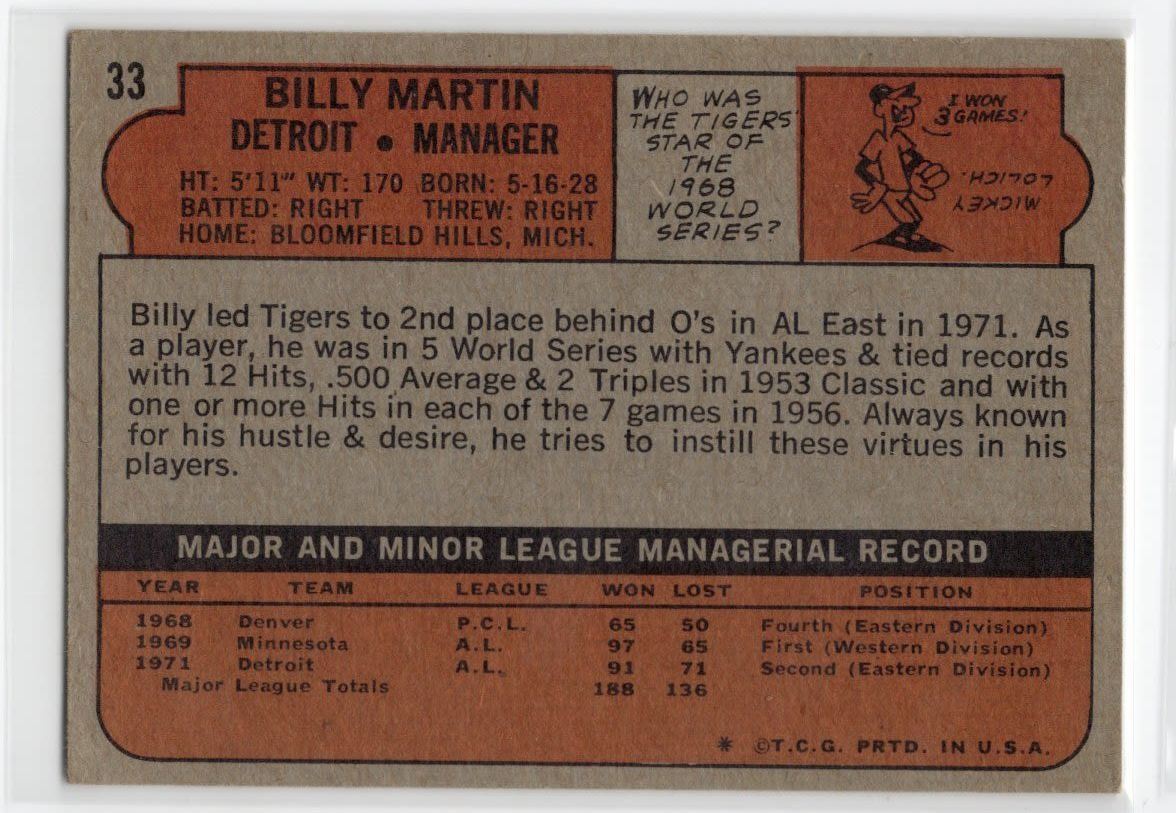 33
BILLY MARTIN
DETROIT • MANAGER
HT: 5'11" WT: 170 BORN: 5-16-28
BATTED: RIGHT THREW: RIGHT
HOME: BLOOMFIELD HILLS, MICH.
WHO WAS
THE TIGERS'
STAR OF
THE
1968
WORLD
SERIES?
I WON
3 GAMES!
MICKEY
LOLICH.
Billy led Tigers to 2nd place behind O's in AL East in 1971. As
a player, he was in 5 World Series with Yankees & tied records
with 12 Hits, .500 Average & 2 Triples in 1953 Classic and with
one or more Hits in each of the 7 games in 1956. Always known
for his hustle & desire, he tries to instill these virtues in his
players.
MAJOR AND MINOR LEAGUE MANAGERIAL RECORD
YEAR TEAM LEAGUE WON LOST POSITION
1968 Denver P.C.L. 65 50 Fourth (Eastern Division)
1969 Minnesota A.L. 97 65 First (Western Division)
1971 Detroit A.L. 91 71 Second (Eastern Division)
Major League Totals 188 136
* ©T.C.G. PRTD. IN U.S.A.